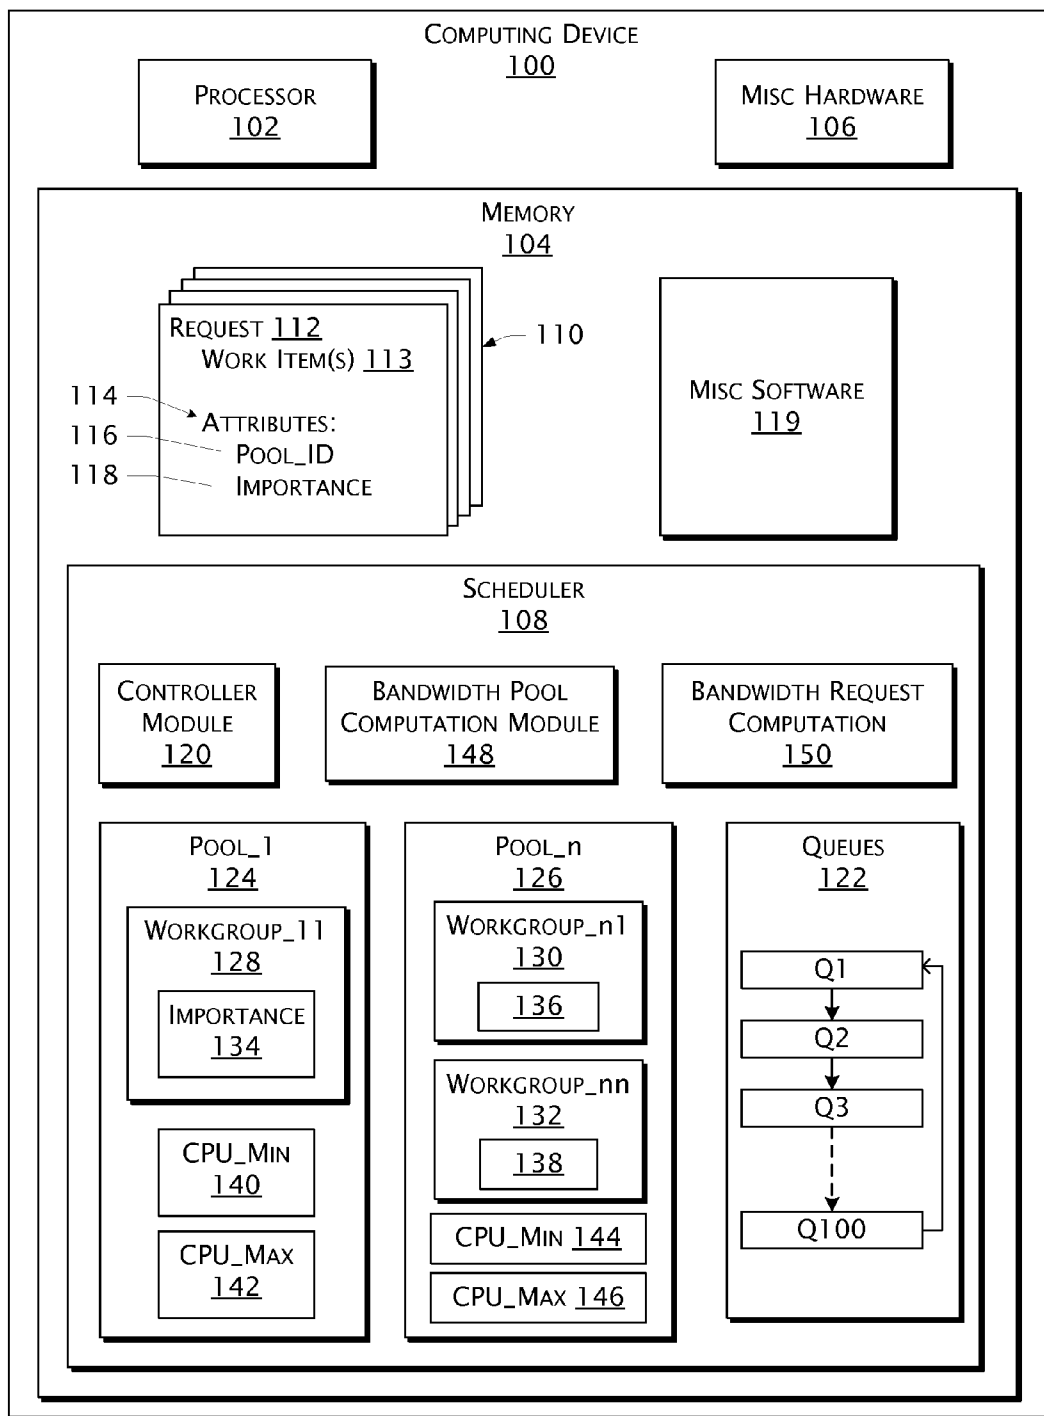 COMPUTING DEVICE
100
PROCESSOR
102
MISC HARDWARE
106
MEMORY
104
REQUEST 112
WORK ITEM(S) 113
110
114
ATTRIBUTES:
116
POOL_ID
118
IMPORTANCE
MISC SOFTWARE
119
SCHEDULER
108
CONTROLLER
MODULE
120
BANDWIDTH POOL
COMPUTATION MODULE
148
BANDWIDTH REQUEST
COMPUTATION
150
POOL_1
124
WORKGROUP_11
128
IMPORTANCE
134
CPU_MIN
140
CPU_MAX
142
POOL_n
126
WORKGROUP_n1
130
136
WORKGROUP_nn
132
138
CPU_MIN 144
CPU_MAX 146
QUEUES
122
Q1
Q2
Q3
Q100